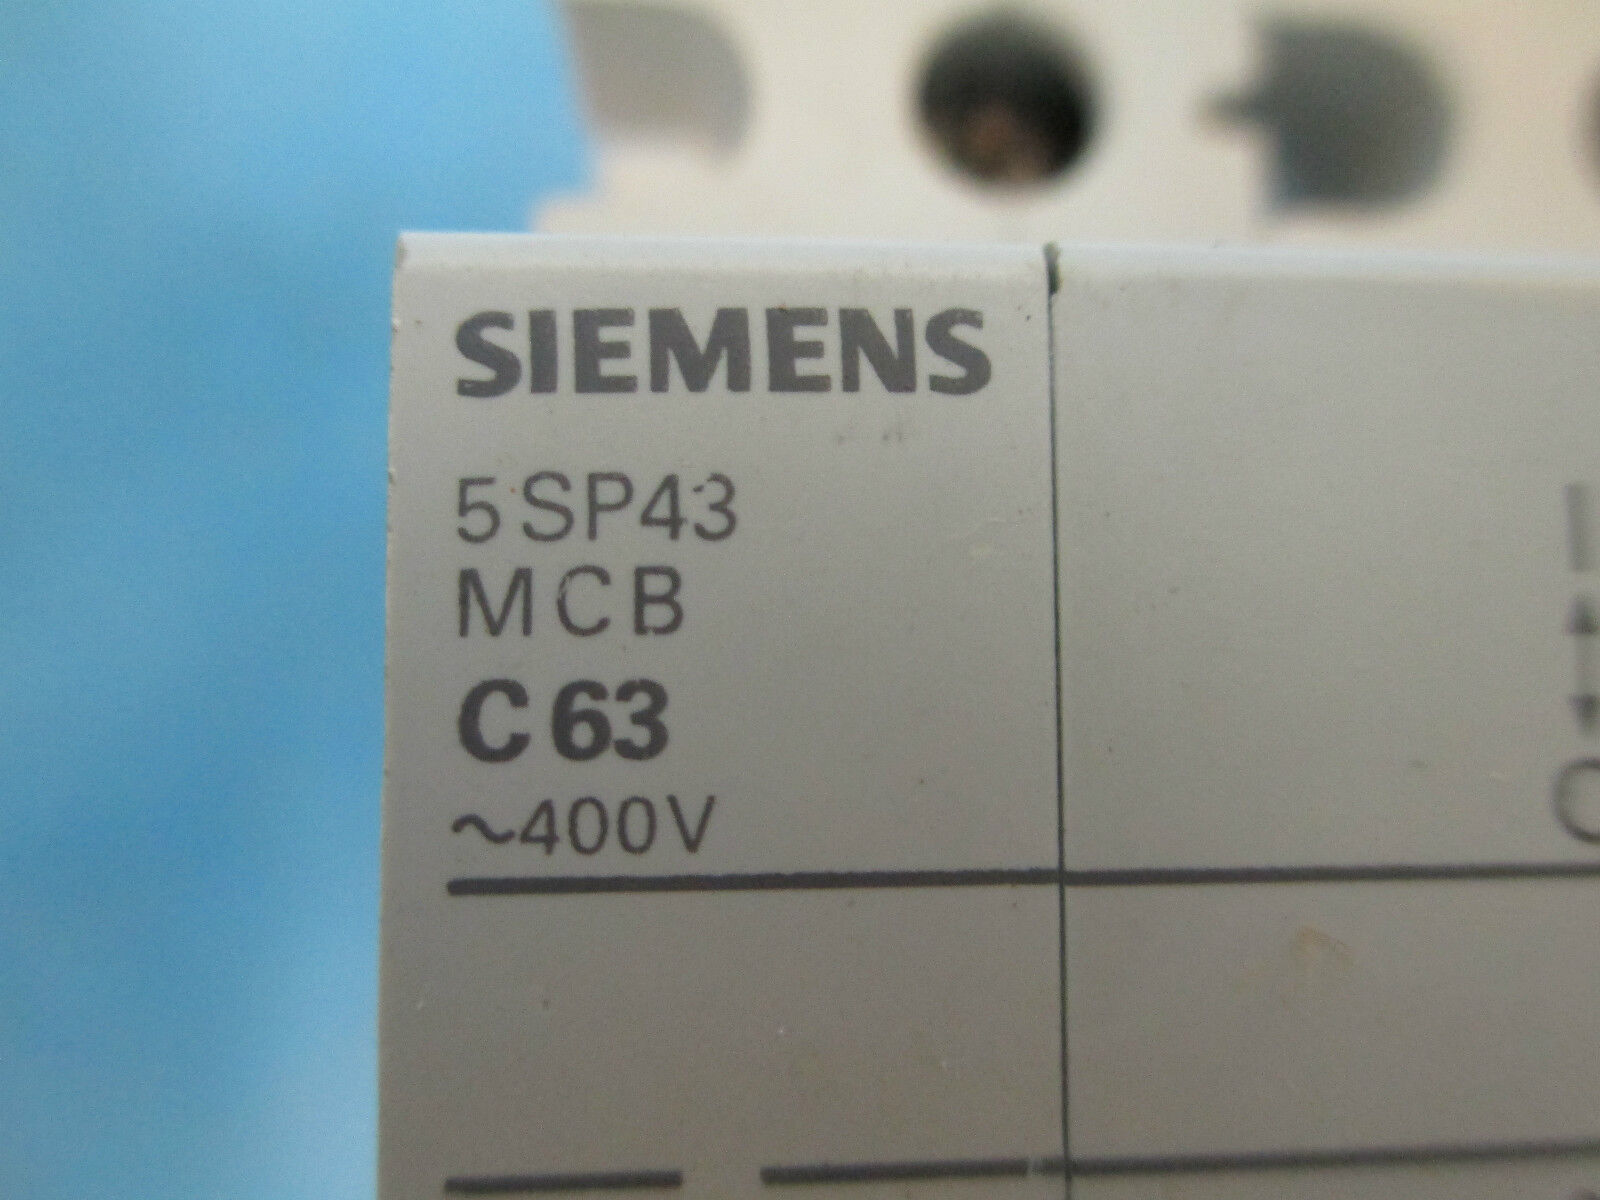 SIEMENS
5SP43
MCB
C63
~400V